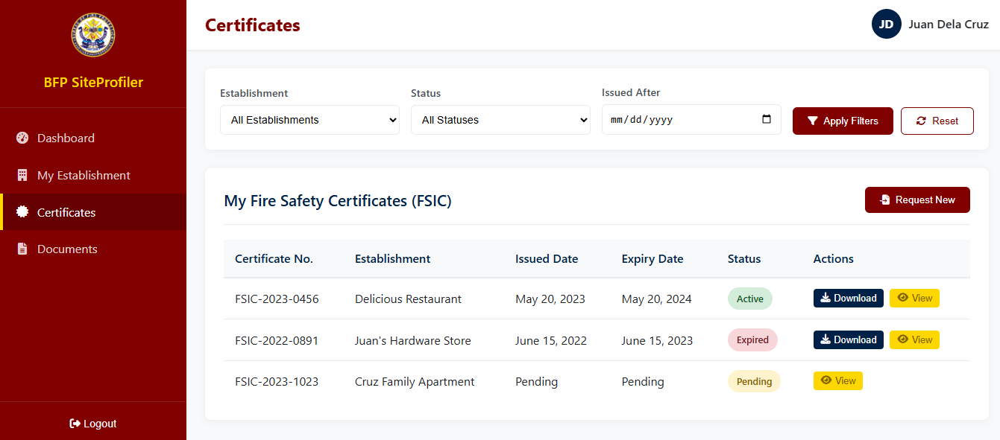 BFP SiteProfiler
Dashboard
My Establishment
Certificates
Documents
Logout
Certificates
JD Juan Dela Cruz
Establishment Status Issued After
All Establishments All Statuses mm/dd/yyyy Apply Filters Reset
My Fire Safety Certificates (FSIC) Request New
Certificate No. Establishment Issued Date Expiry Date Status Actions
FSIC-2023-0456 Delicious Restaurant May 20, 2023 May 20, 2024 Active Download View
FSIC-2022-0891 Juan's Hardware Store June 15, 2022 June 15, 2023 Expired Download View
FSIC-2023-1023 Cruz Family Apartment Pending Pending Pending View